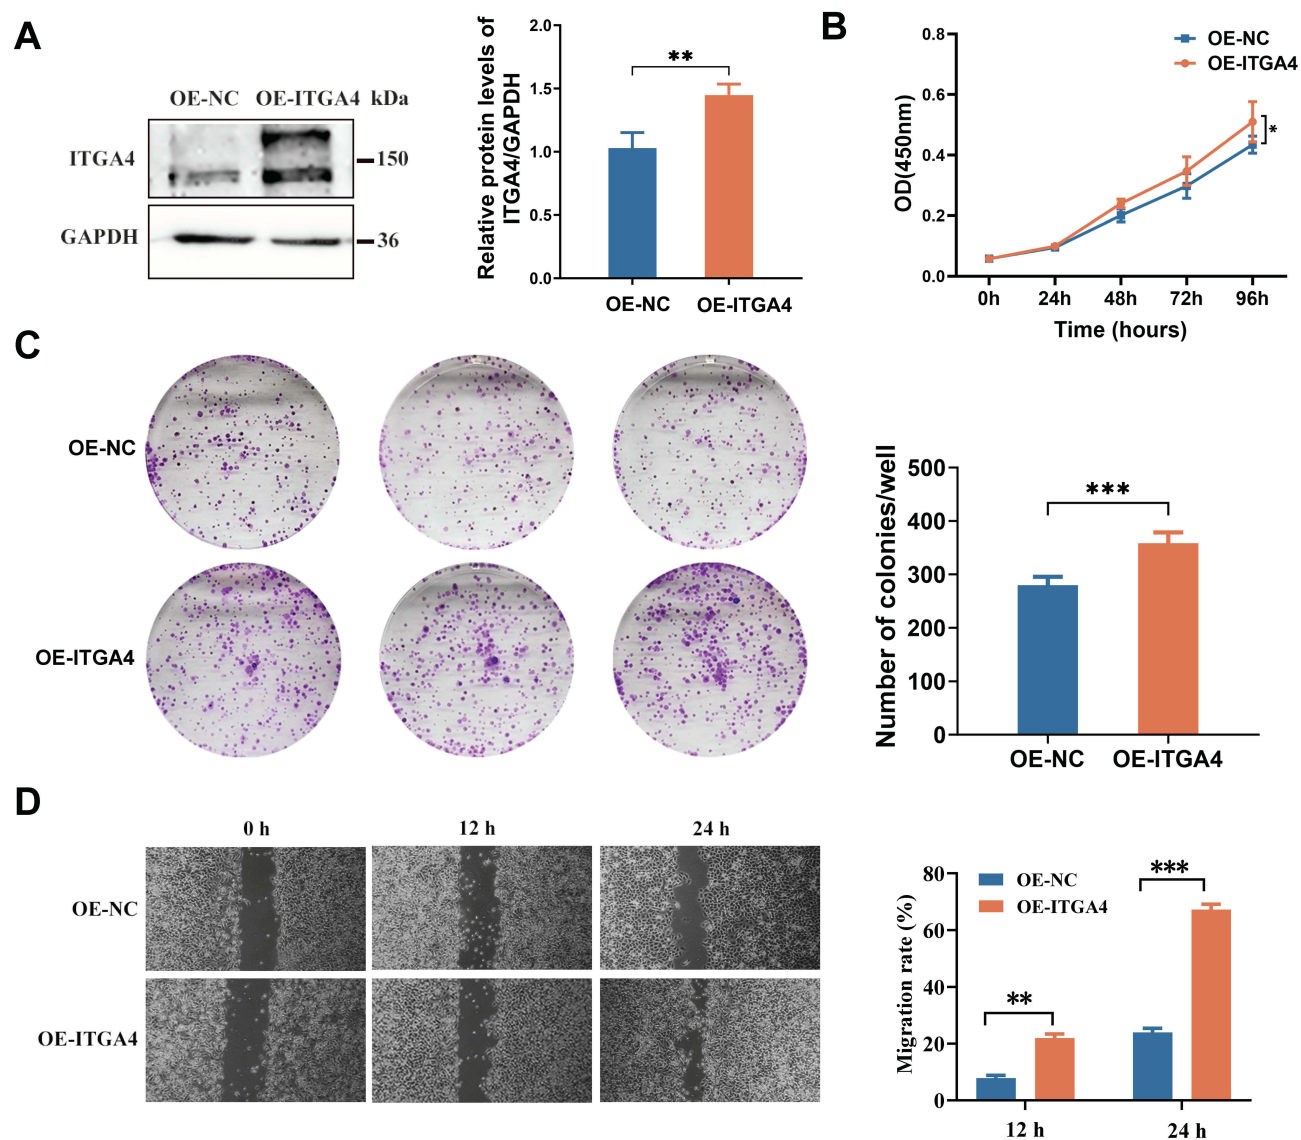 A
OE-NC OE-ITGA4 kDa
ITGA4
150
GAPDH
36
Relative protein levels of
ITGA4/GAPDH
2.0
1.5
1.0
0.5
0.0
**
OE-NC OE-ITGA4
B
OD(450nm)
0.8
0.6
0.4
0.2
0.0
OE-NC
OE-ITGA4
*
0h 24h 48h 72h 96h
Time (hours)
C
OE-NC
OE-ITGA4
Number of colonies/well
500
400
300
200
100
0
***
OE-NC OE-ITGA4
D
0 h 12 h 24 h
OE-NC
OE-ITGA4
Migration rate (%)
80
60
40
20
0
OE-NC
OE-ITGA4
**
***
12 h 24 h